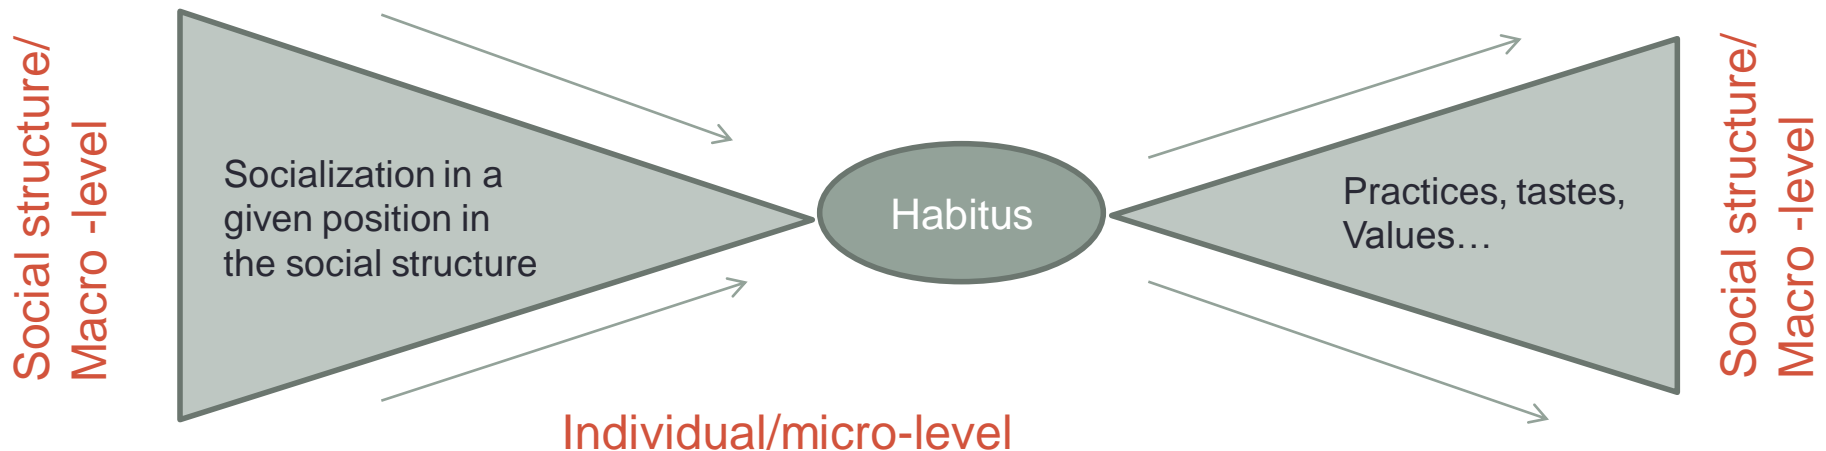 Social structure/
Macro -level
Socialization in a
given position in
the social structure
Habitus
Practices, tastes,
Values…
Social structure/
Macro -level
Individual/micro-level